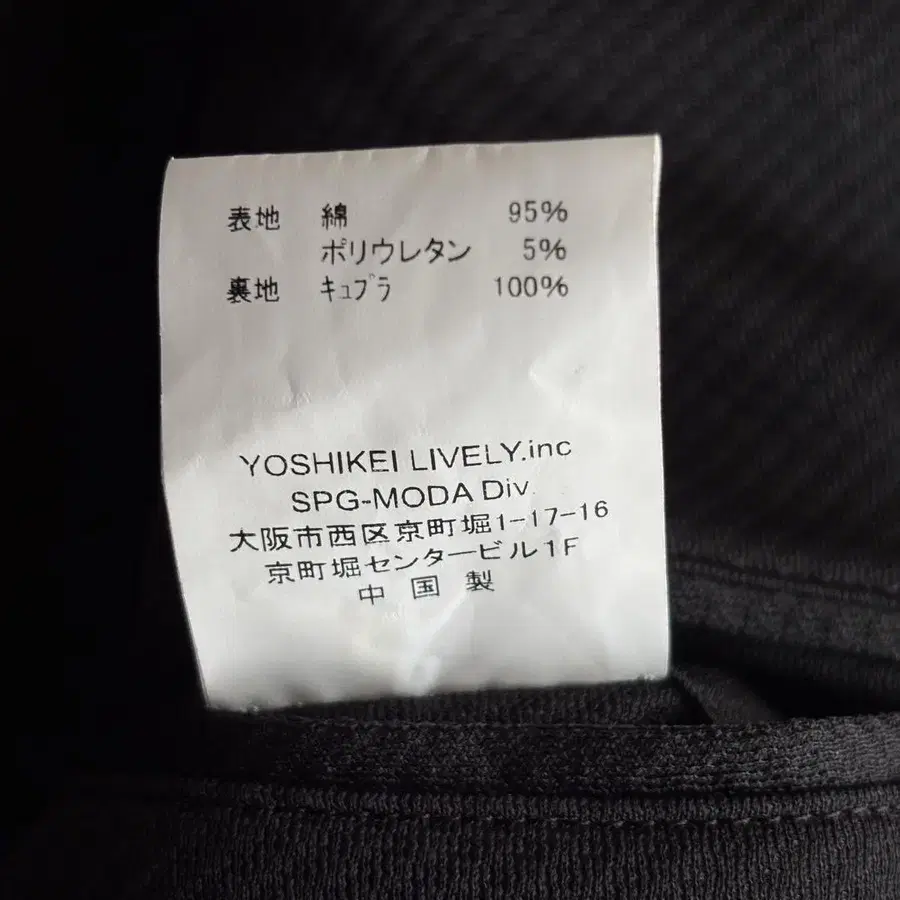 表地 綿 95%
ポリウレタン 5%
裏地 ｷｭﾌﾟﾗ 100%
YOSHIKEI LIVELY.inc
SPG-MODA Div.
大阪市西区京町堀1-17-16
京町堀センタービル1F
中国製